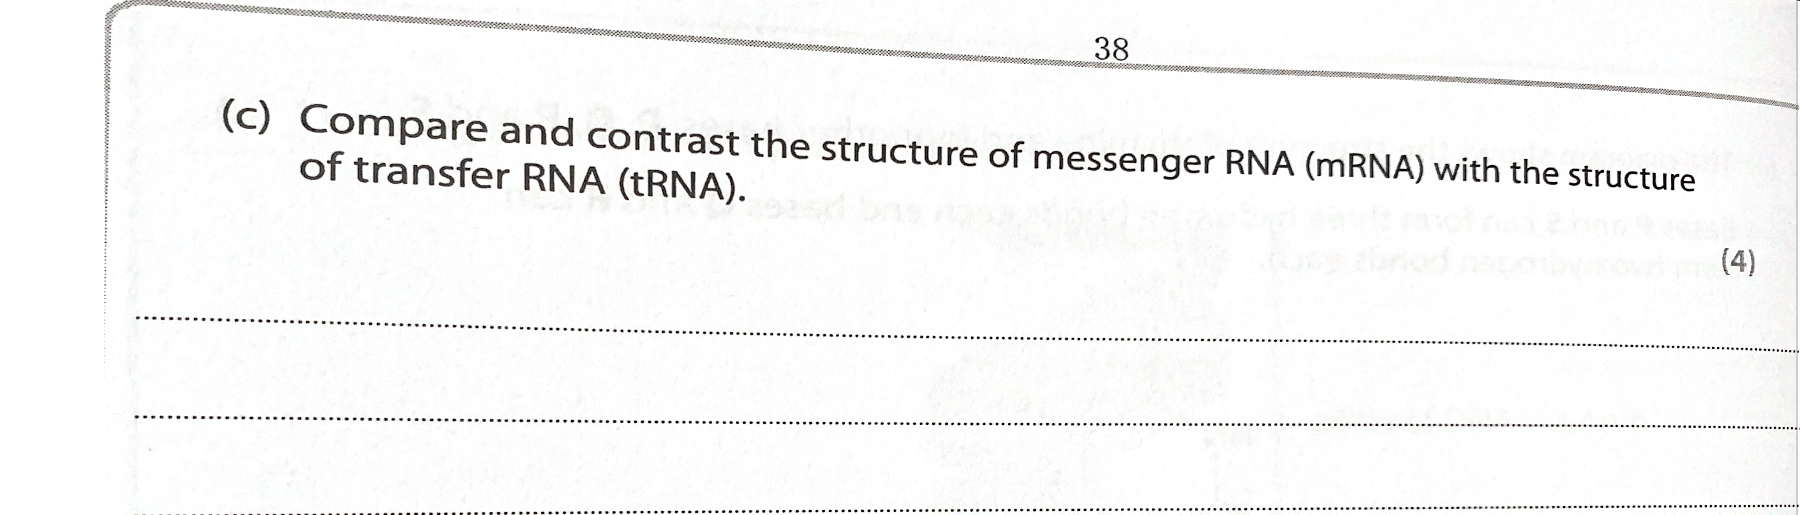 38
(c) Compare and contrast the structure of messenger RNA (mRNA) with the structure
of transfer RNA (tRNA).
(4)